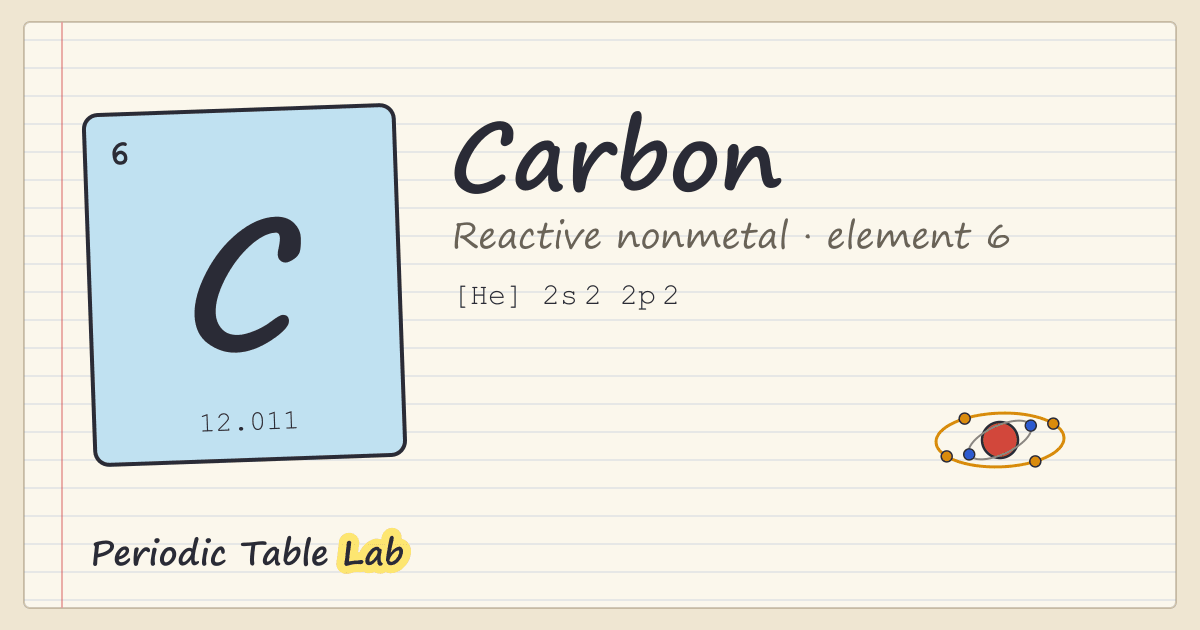 6
C
12.011
Carbon
Reactive nonmetal · element 6
[He] 2s2 2p2
Periodic Table Lab